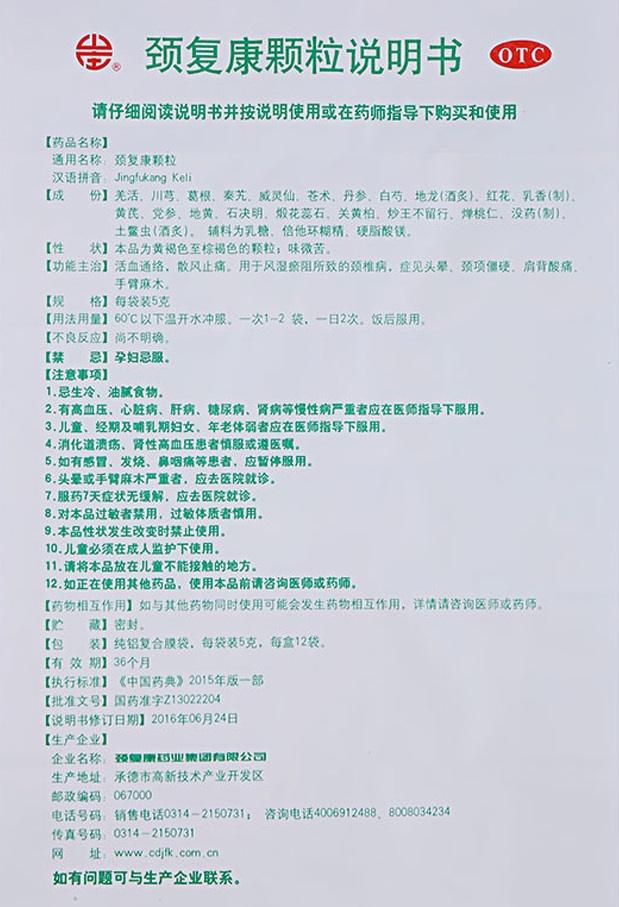 颈复康颗粒说明书
OTC
请仔细阅读说明书并按说明使用或在药师指导下购买和使用
【药品名称】
通用名称：颈复康颗粒
汉语拼音：Jingfukang Keli
【成 份】羌活、川芎、葛根、秦艽、威灵仙、苍术、丹参、白芍、地龙(酒炙)、红花、乳香(制)、
黄芪、党参、地黄、石决明、煅花蕊石、关黄柏、炒王不留行、燀桃仁、没药(制)、
土鳖虫(酒炙)。 辅料为乳糖、倍他环糊精、硬脂酸镁。
【性 状】本品为黄褐色至棕褐色的颗粒；味微苦。
【功能主治】活血通络，散风止痛。用于风湿瘀阻所致的颈椎病，症见头晕、颈项僵硬、肩背酸痛、
手臂麻木。
【规 格】每袋装5克
【用法用量】60℃以下温开水冲服。一次1-2 袋，一日2次。饭后服用。
【不良反应】尚不明确。
【禁 忌】孕妇忌服。
【注意事项】
1.忌生冷、油腻食物。
2.有高血压、心脏病、肝病、糖尿病、肾病等慢性病严重者应在医师指导下服用。
3.儿童、经期及哺乳期妇女、年老体弱者应在医师指导下服用。
4.消化道溃疡、肾性高血压患者慎服或遵医嘱。
5.如有感冒、发烧、鼻咽痛等患者，应暂停服用。
6.头晕或手臂麻木严重者，应去医院就诊。
7.服药7天症状无缓解，应去医院就诊。
8.对本品过敏者禁用，过敏体质者慎用。
9.本品性状发生改变时禁止使用。
10.儿童必须在成人监护下使用。
11.请将本品放在儿童不能接触的地方。
12.如正在使用其他药品，使用本品前请咨询医师或药师。
【药物相互作用】如与其他药物同时使用可能会发生药物相互作用，详情请咨询医师或药师。
【贮 藏】密封。
【包 装】纯铝复合膜袋，每袋装5克，每盒12袋。
【有 效 期】36个月
【执行标准】《中国药典》2015年版一部
【批准文号】国药准字Z13022204
【说明书修订日期】2016年06月24日
【生产企业】
企业名称：颈复康药业集团有限公司
生产地址：承德市高新技术产业开发区
邮政编码：067000
电话号码：销售电话0314-2150731； 咨询电话4006912488、8008034234
传真号码：0314-2150731
网 址：www.cdjfk.com.cn
如有问题可与生产企业联系。